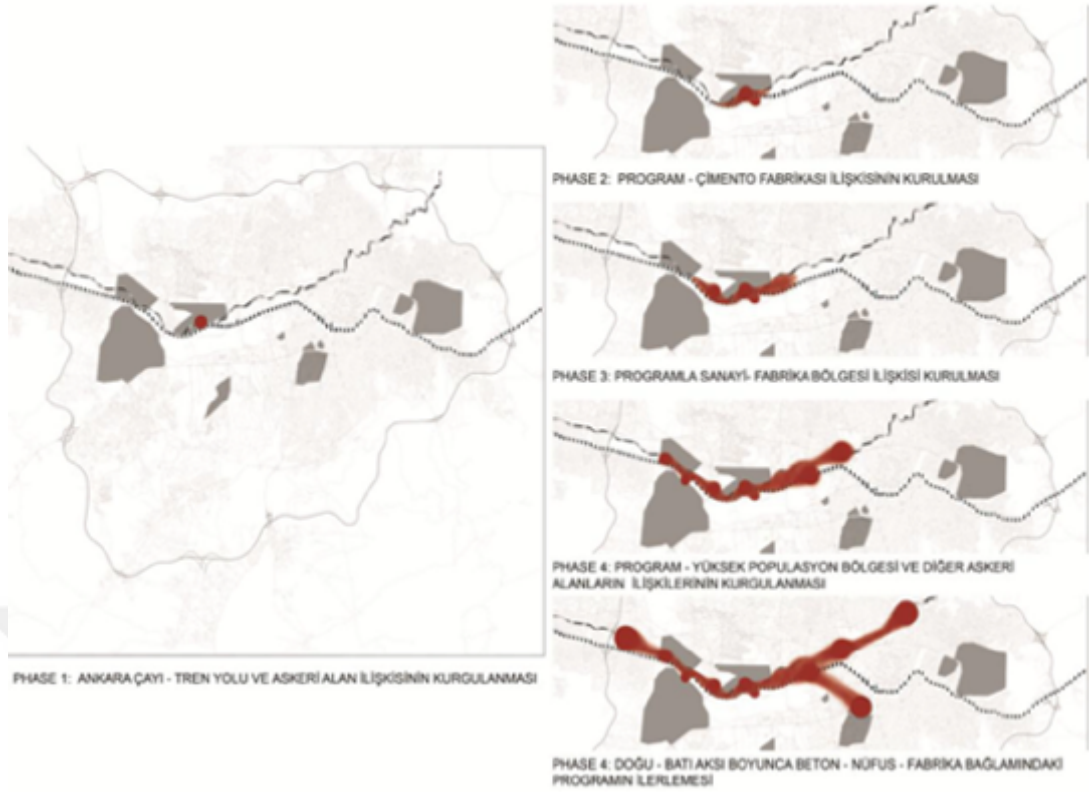 PHASE 1: ANKARA ÇAYI - TREN YOLU VE ASKERİ ALAN İLİŞKİSİNİN KURGULANMASI
PHASE 2: PROGRAM - ÇİMENTO FABRİKASI İLİŞKİSİNİN KURULMASI
PHASE 3: PROGRAMLA SANAYİ- FABRİKA BÖLGESİ İLİŞKİSİ KURULMASI
PHASE 4: PROGRAM - YÜKSEK POPULASYON BÖLGESİ VE DİĞER ASKERİ
ALANLARIN İLİŞKİLERİNİN KURGULANMASI
PHASE 4: DOĞU - BATI AKSI BOYUNCA BETON - NÜFUS - FABRİKA BAĞLAMINDAKİ
PROGRAMIN İLERLEMESİ